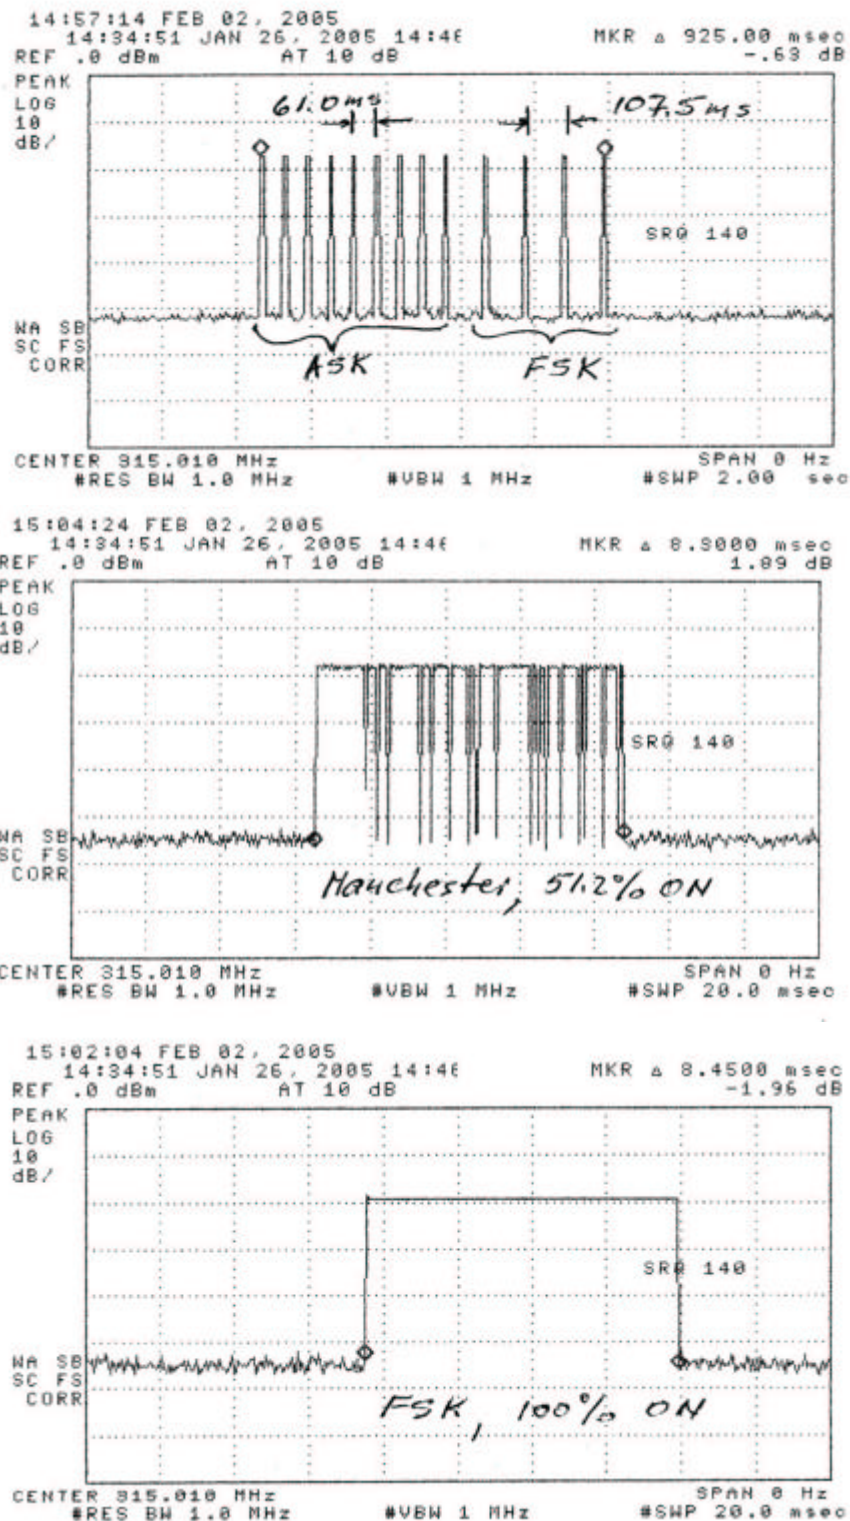 14:57:14 FEB 02, 2005
14:34:51 JAN 26, 2005 14:46
MKR Δ 925.00 msec
REF .0 dBm AT 10 dB -.63 dB
PEAK
LOG
10
dB/
61.0 ms 107.5 ms
SRQ 140
WA SB
SC FS
CORR
ASK FSK
CENTER 315.010 MHz SPAN 0 Hz
#RES BW 1.0 MHz #VBW 1 MHz #SWP 2.00 sec
15:04:24 FEB 02, 2005
14:34:51 JAN 26, 2005 14:46
MKR Δ 8.3000 msec
REF .0 dBm AT 10 dB 1.89 dB
PEAK
LOG
10
dB/
SRQ 140
WA SB
SC FS
CORR
Manchester, 51.2% ON
CENTER 315.010 MHz SPAN 0 Hz
#RES BW 1.0 MHz #VBW 1 MHz #SWP 20.0 msec
15:02:04 FEB 02, 2005
14:34:51 JAN 26, 2005 14:46
MKR Δ 8.4500 msec
REF .0 dBm AT 10 dB -1.96 dB
PEAK
LOG
10
dB/
SRQ 140
WA SB
SC FS
CORR
FSK, 100% ON
CENTER 315.010 MHz SPAN 0 Hz
#RES BW 1.0 MHz #VBW 1 MHz #SWP 20.0 msec